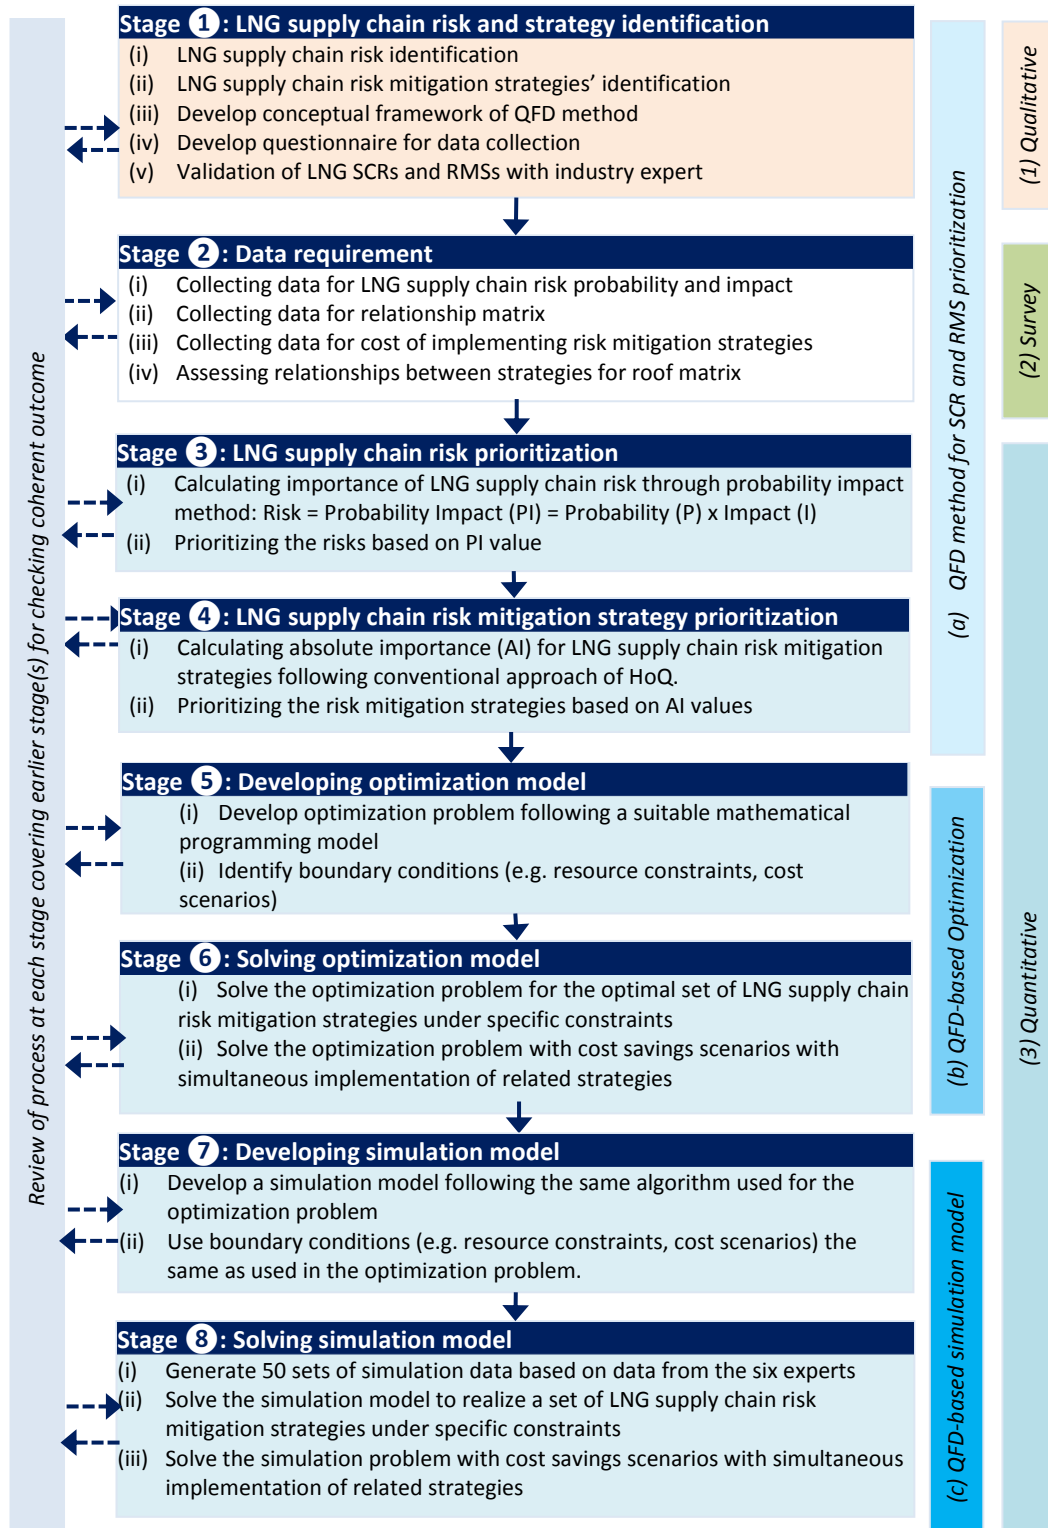 Stage 1: LNG supply chain risk and strategy identification
(i) LNG supply chain risk identification
(ii) LNG supply chain risk mitigation strategies' identification
(iii) Develop conceptual framework of QFD method
(iv) Develop questionnaire for data collection
(v) Validation of LNG SCRs and RMSs with industry expert
Stage 2: Data requirement
(i) Collecting data for LNG supply chain risk probability and impact
(ii) Collecting data for relationship matrix
(iii) Collecting data for cost of implementing risk mitigation strategies
(iv) Assessing relationships between strategies for roof matrix
Stage 3: LNG supply chain risk prioritization
(i) Calculating importance of LNG supply chain risk through probability impact
method: Risk = Probability Impact (PI) = Probability (P) x Impact (I)
(ii) Prioritizing the risks based on PI value
Stage 4: LNG supply chain risk mitigation strategy prioritization
(i) Calculating absolute importance (AI) for LNG supply chain risk mitigation
strategies following conventional approach of HoQ.
(ii) Prioritizing the risk mitigation strategies based on AI values
Stage 5: Developing optimization model
(i) Develop optimization problem following a suitable mathematical
programming model
(ii) Identify boundary conditions (e.g. resource constraints, cost
scenarios)
Stage 6: Solving optimization model
(i) Solve the optimization problem for the optimal set of LNG supply chain
risk mitigation strategies under specific constraints
(ii) Solve the optimization problem with cost savings scenarios with
simultaneous implementation of related strategies
Stage 7: Developing simulation model
(i) Develop a simulation model following the same algorithm used for the
optimization problem
(ii) Use boundary conditions (e.g. resource constraints, cost scenarios) the
same as used in the optimization problem.
Stage 8: Solving simulation model
(i) Generate 50 sets of simulation data based on data from the six experts
(ii) Solve the simulation model to realize a set of LNG supply chain risk
mitigation strategies under specific constraints
(iii) Solve the simulation problem with cost savings scenarios with simultaneous
implementation of related strategies
Review of process at each stage covering earlier stage(s) for checking coherent outcome
(a) QFD method for SCR and RMS prioritization
(b) QFD-based Optimization
(c) QFD-based simulation model
(1) Qualitative
(2) Survey
(3) Quantitative